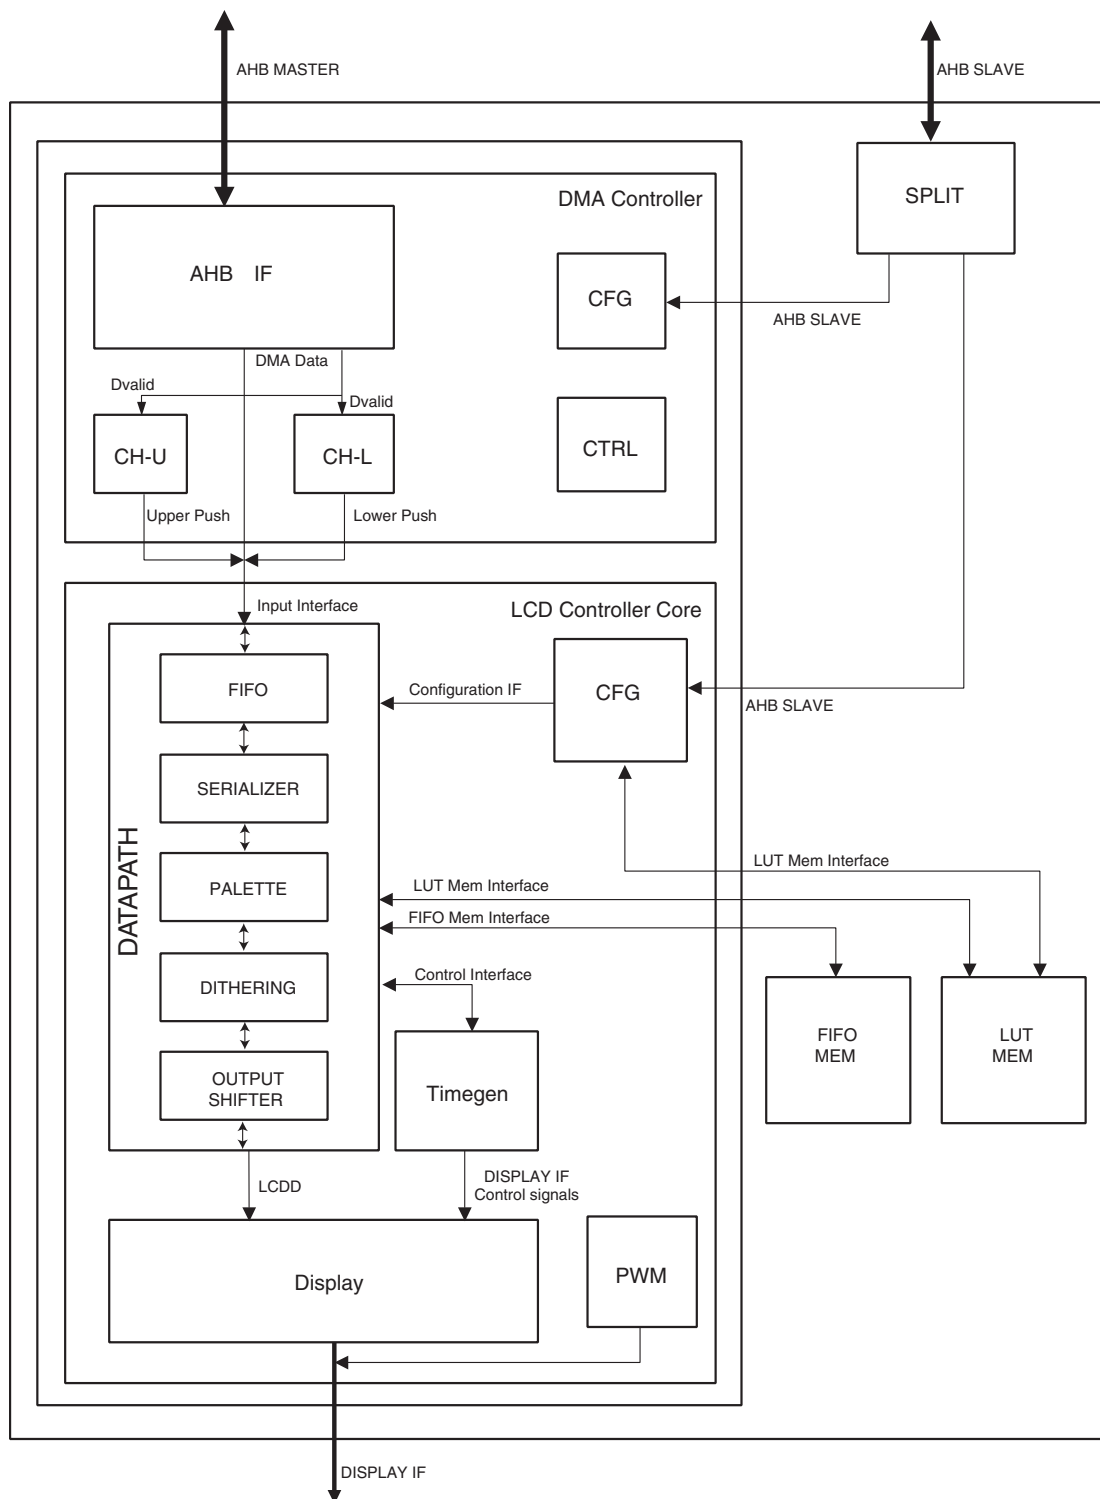 AHB MASTER
AHB SLAVE
DMA Controller
SPLIT
AHB IF
CFG
AHB SLAVE
DMA Data
Dvalid
Dvalid
CH-U
CH-L
CTRL
Upper Push
Lower Push
Input Interface
LCD Controller Core
FIFO
Configuration IF
CFG
AHB SLAVE
SERIALIZER
DATAPATH
PALETTE
LUT Mem Interface
LUT Mem Interface
FIFO Mem Interface
DITHERING
Control Interface
FIFO
MEM
LUT
MEM
OUTPUT
SHIFTER
Timegen
LCDD
DISPLAY IF
Control signals
Display
PWM
DISPLAY IF